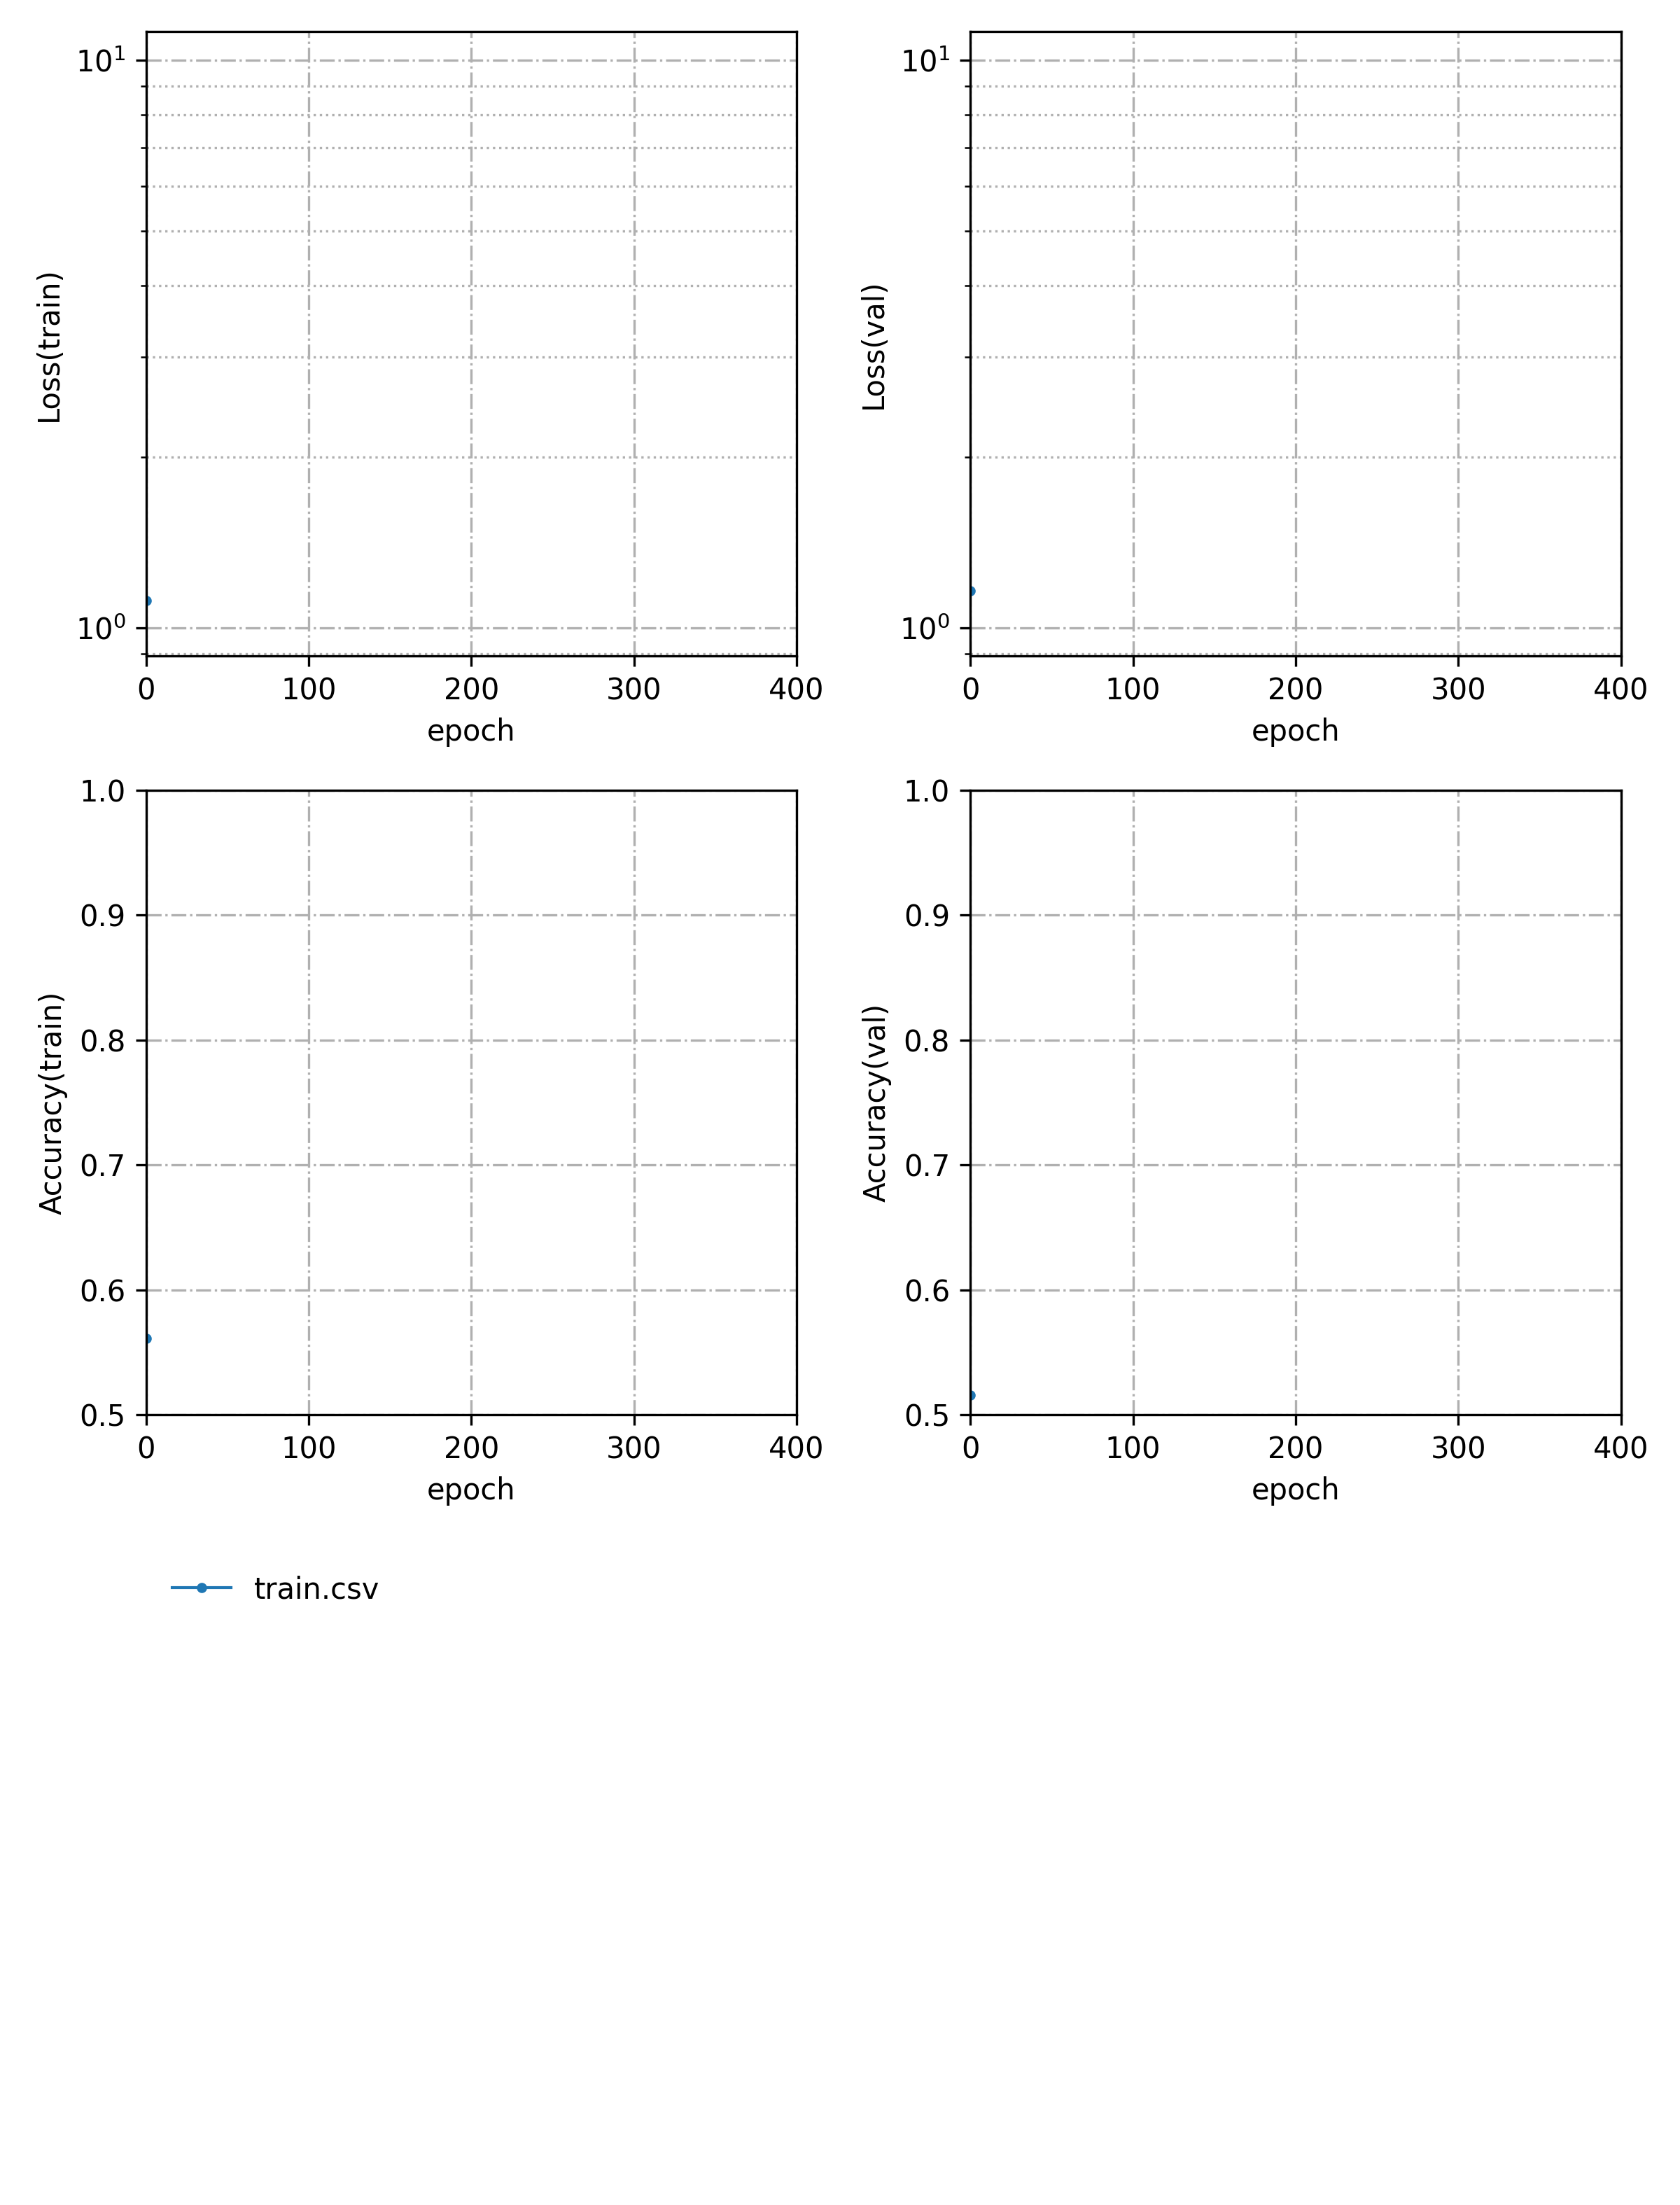 10¹ 10¹
Loss(train) Loss(val)
10⁰ 10⁰
0 100 200 300 400 0 100 200 300 400
epoch epoch
1.0 1.0
0.9 0.9
0.8 0.8
Accuracy(train) Accuracy(val)
0.7 0.7
0.6 0.6
0.5 0.5
0 100 200 300 400 0 100 200 300 400
epoch epoch
train.csv